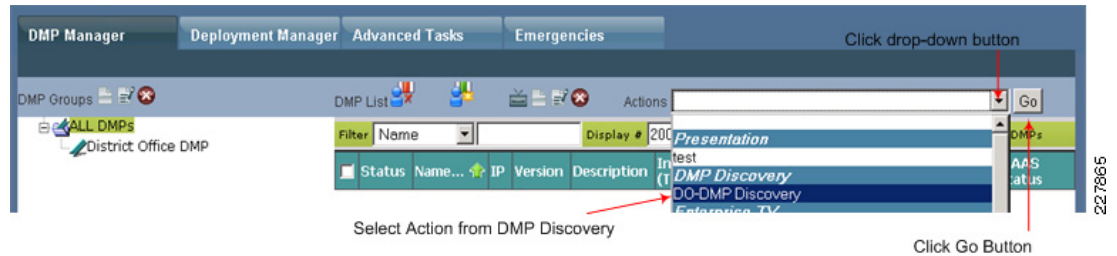 DMP Manager Deployment Manager Advanced Tasks Emergencies
Click drop-down button
DMP Groups DMP List Actions Go
ALL DMPs
District Office DMP
Filter Name Display # 200 DMPs
Presentation
test
Status Name... IP Version Description
DMP Discovery
DO-DMP Discovery
Enterprise TV
Select Action from DMP Discovery
Click Go Button
227865